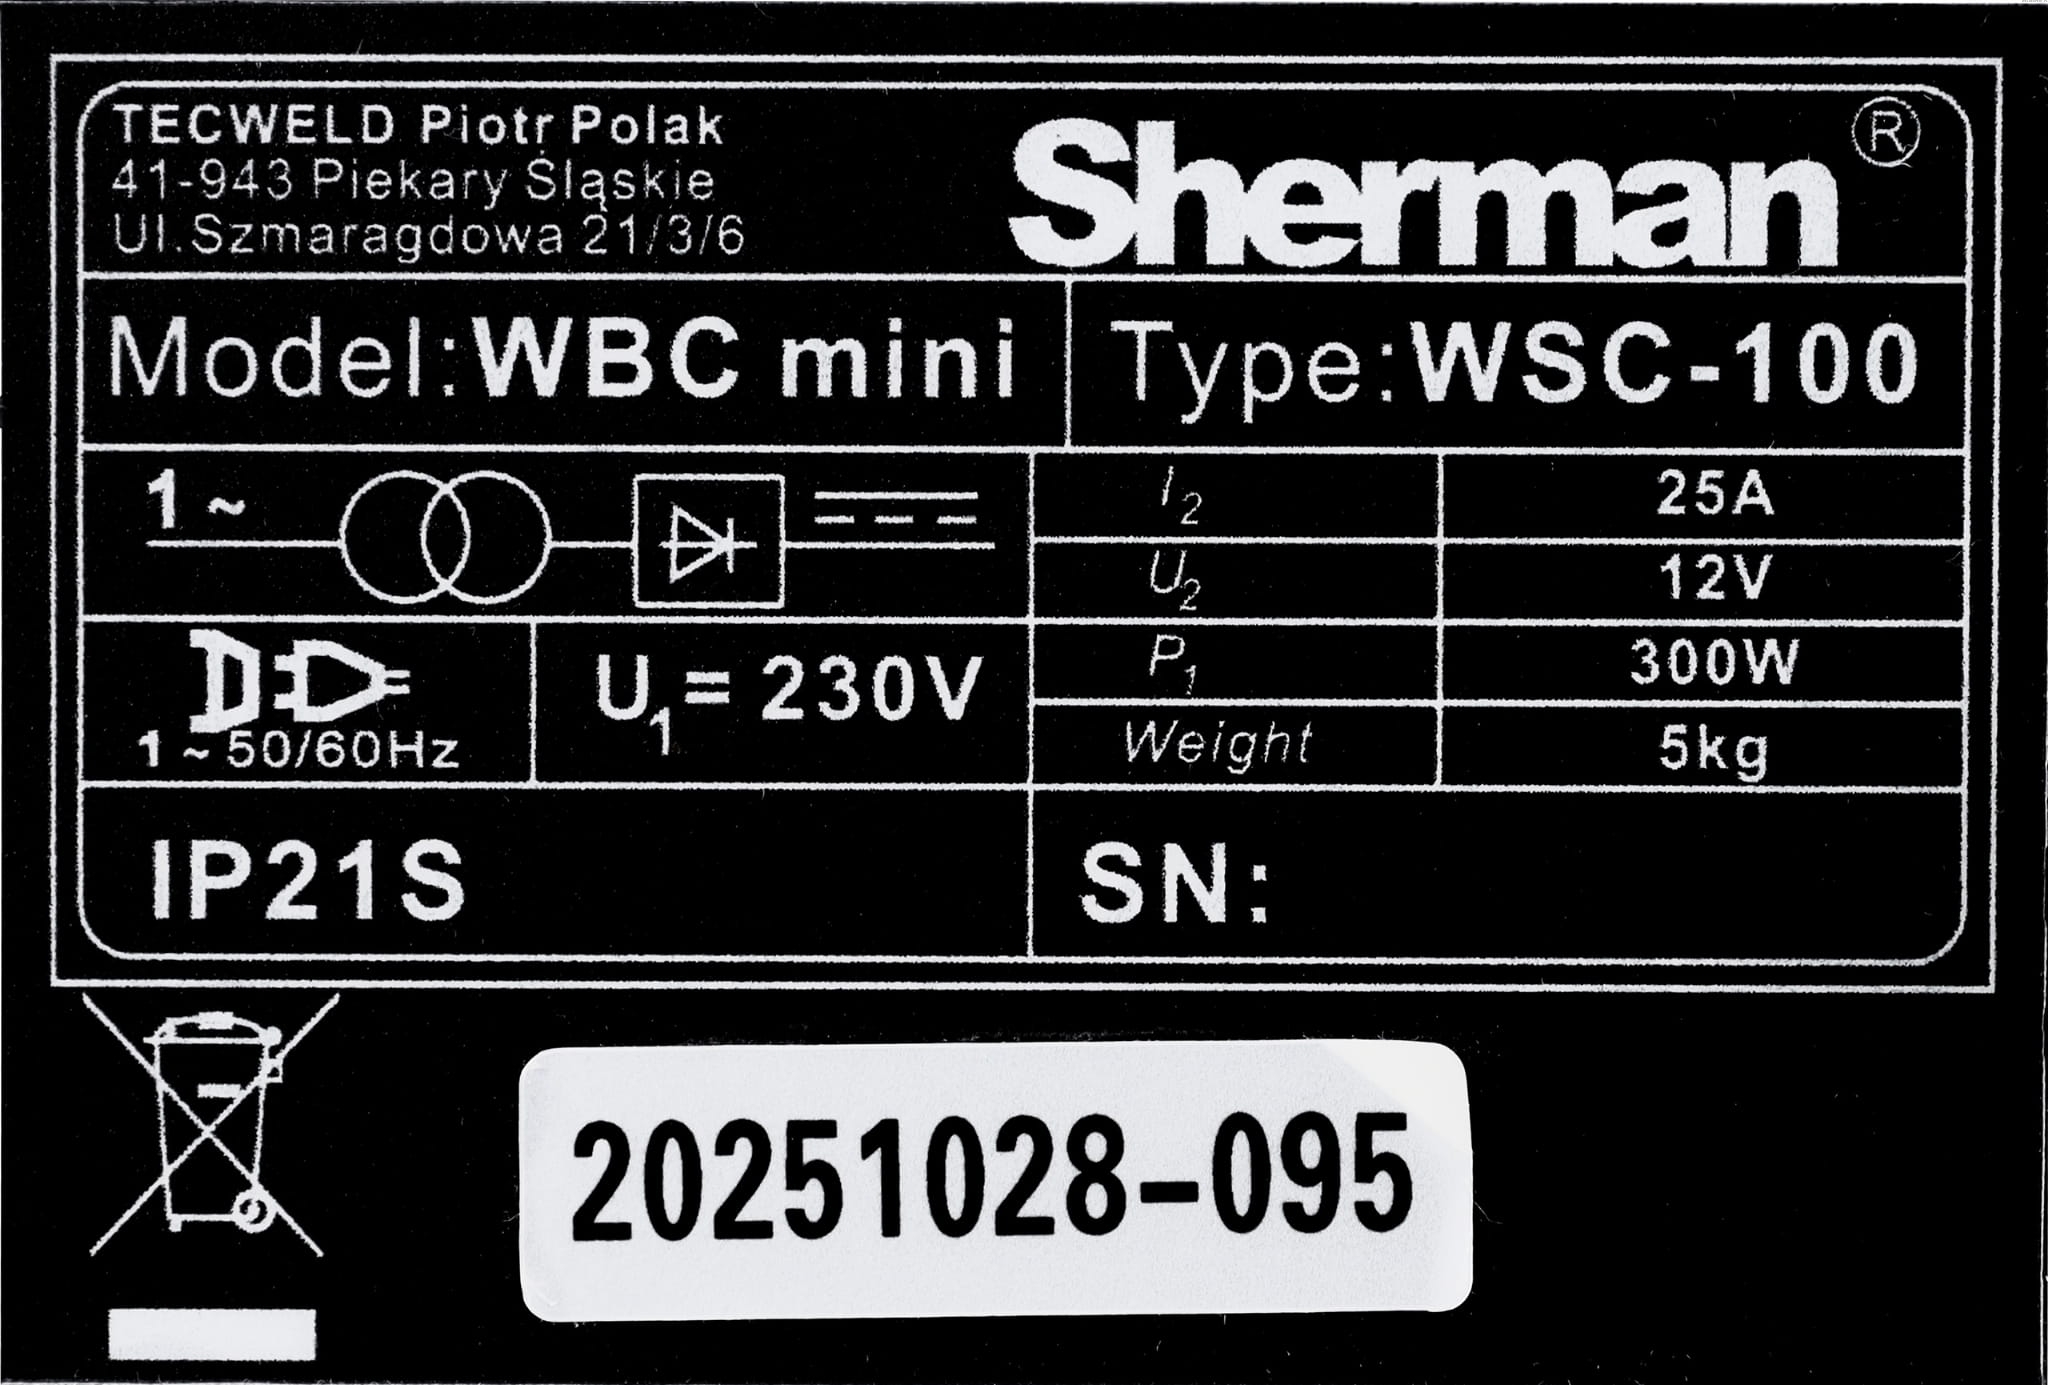 TECWELD Piotr Polak
41-943 Piekary Śląskie
Ul.Szmaragdowa 21/3/6
Sherman®
Model:WBC mini
Type:WSC-100
1~
I2 25A
U2 12V
P1 300W
Weight 5kg
1~50/60Hz
U1= 230V
IP21S
SN:
20251028-095